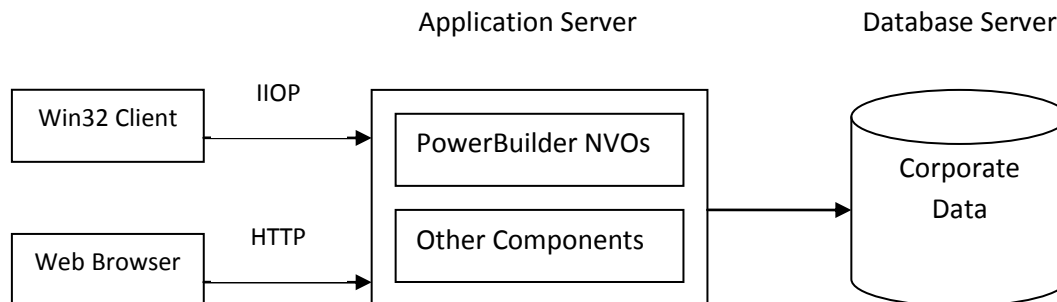 Application Server
Database Server
IIOP
Win32 Client
PowerBuilder NVOs
Corporate
Data
HTTP
Other Components
Web Browser